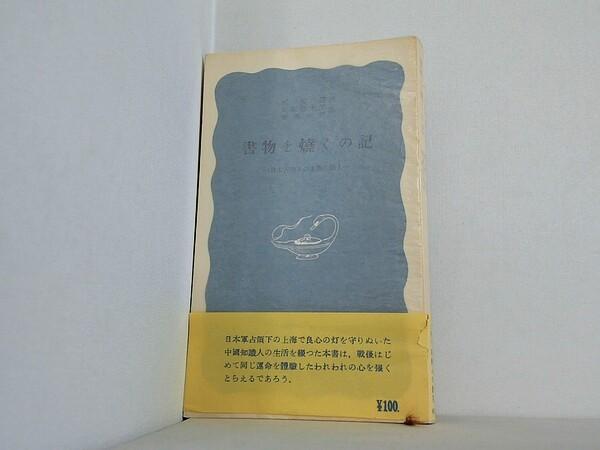 書物を燒くの記
日本軍占領下の上海で良心の灯を守りぬいた
中國知識人の生活を綴つた本書は，戰後はじ
めて同じ運命を體驗したわれわれの心を强く
とらえるであろう．
¥100.